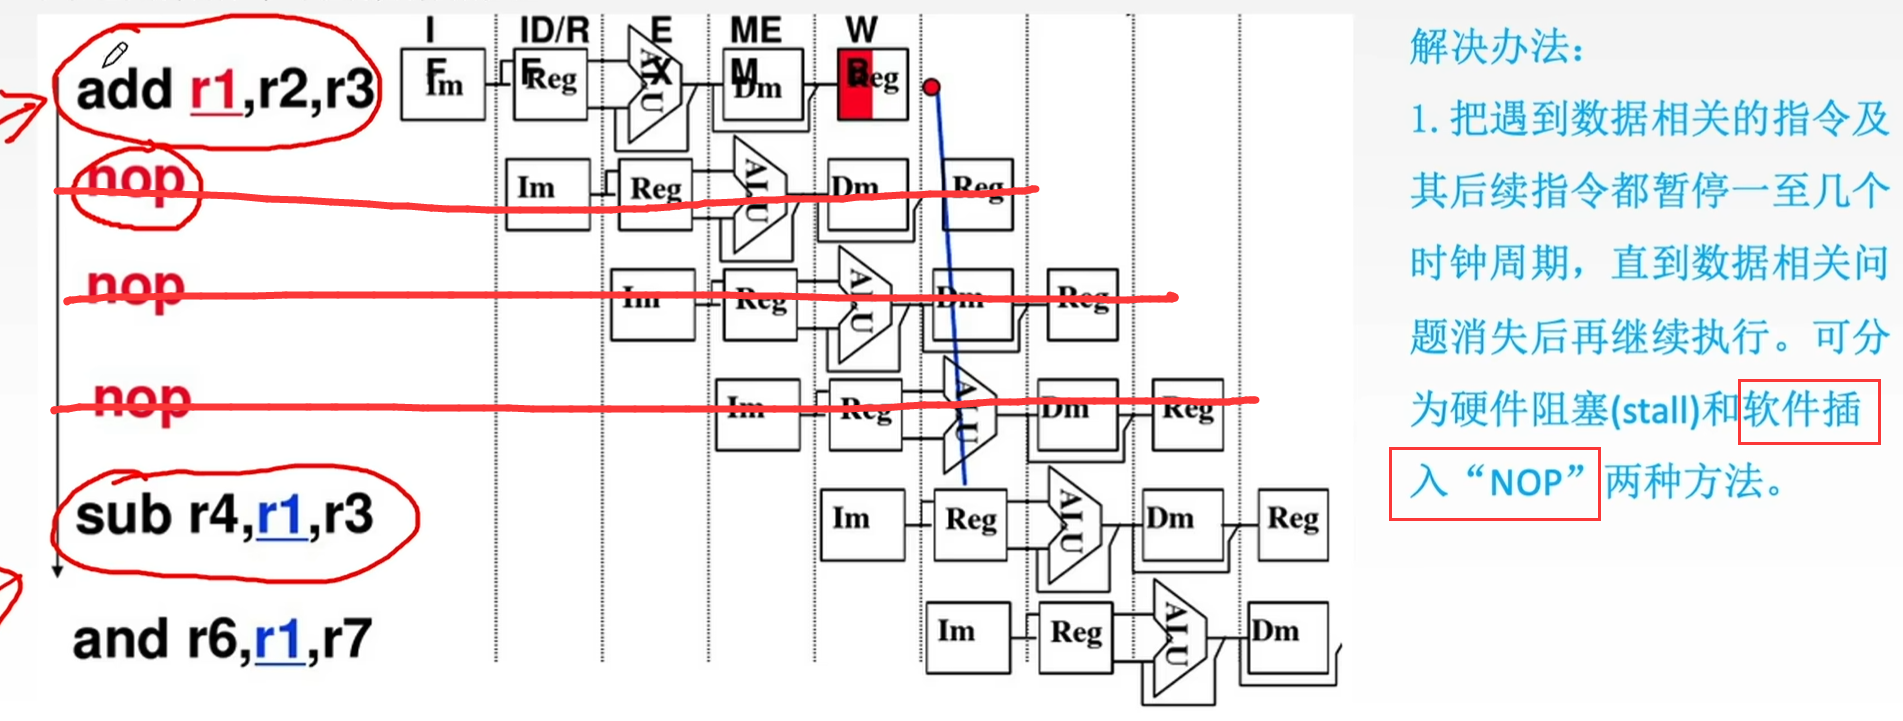 I ID/R E ME W
F F X M B
add r1,r2,r3 Im Reg ALU Dm Reg
nop Im Reg ALU Dm Reg
nop Im Reg ALU Dm Reg
nop Im Reg ALU Dm Reg
sub r4,r1,r3 Im Reg ALU Dm Reg
and r6,r1,r7 Im Reg ALU Dm
解决办法：
1. 把遇到数据相关的指令及
其后续指令都暂停一至几个
时钟周期，直到数据相关问
题消失后再继续执行。可分
为硬件阻塞(stall)和软件插
入“NOP”两种方法。